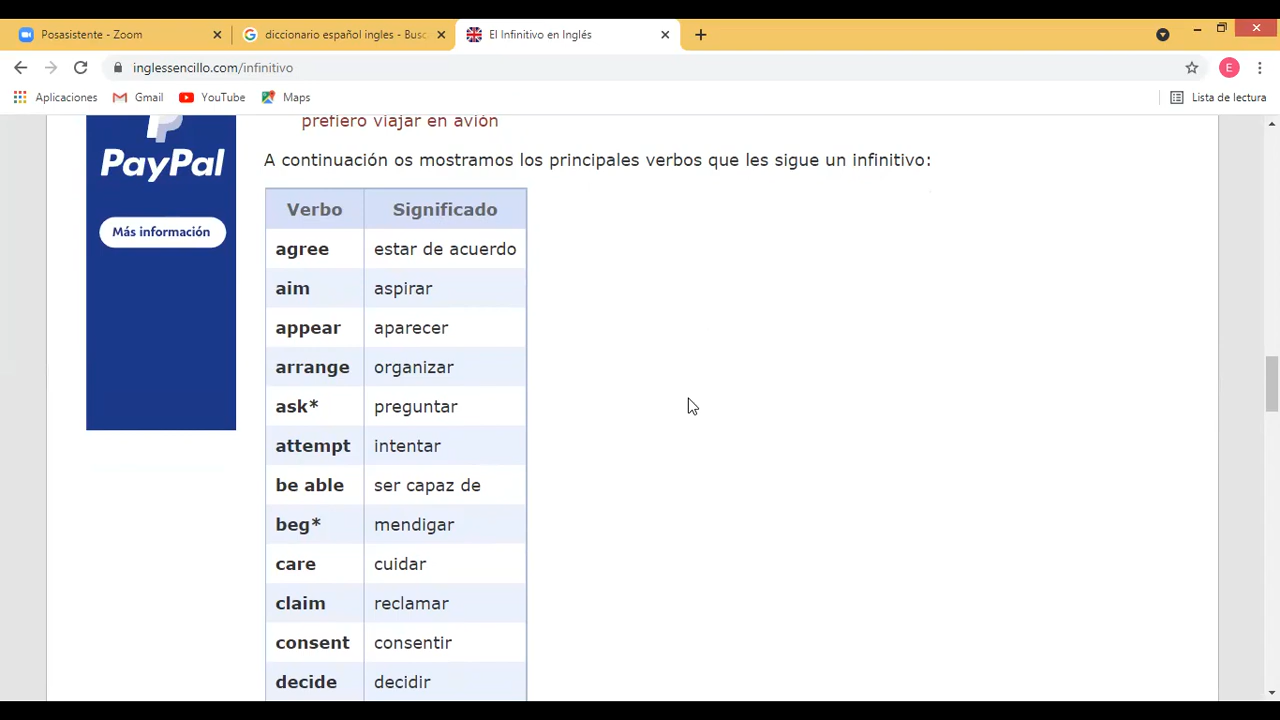 Posasistente - Zoom
diccionario español ingles - Busc
El Infinitivo en Inglés
inglessencillo.com/infinitivo
E
Aplicaciones
Gmail
YouTube
Maps
Lista de lectura
prefiero viajar en avión
PayPal
Más información
A continuación os mostramos los principales verbos que les sigue un infinitivo:
Verbo Significado
agree estar de acuerdo
aim aspirar
appear aparecer
arrange organizar
ask* preguntar
attempt intentar
be able ser capaz de
beg* mendigar
care cuidar
claim reclamar
consent consentir
decide decidir